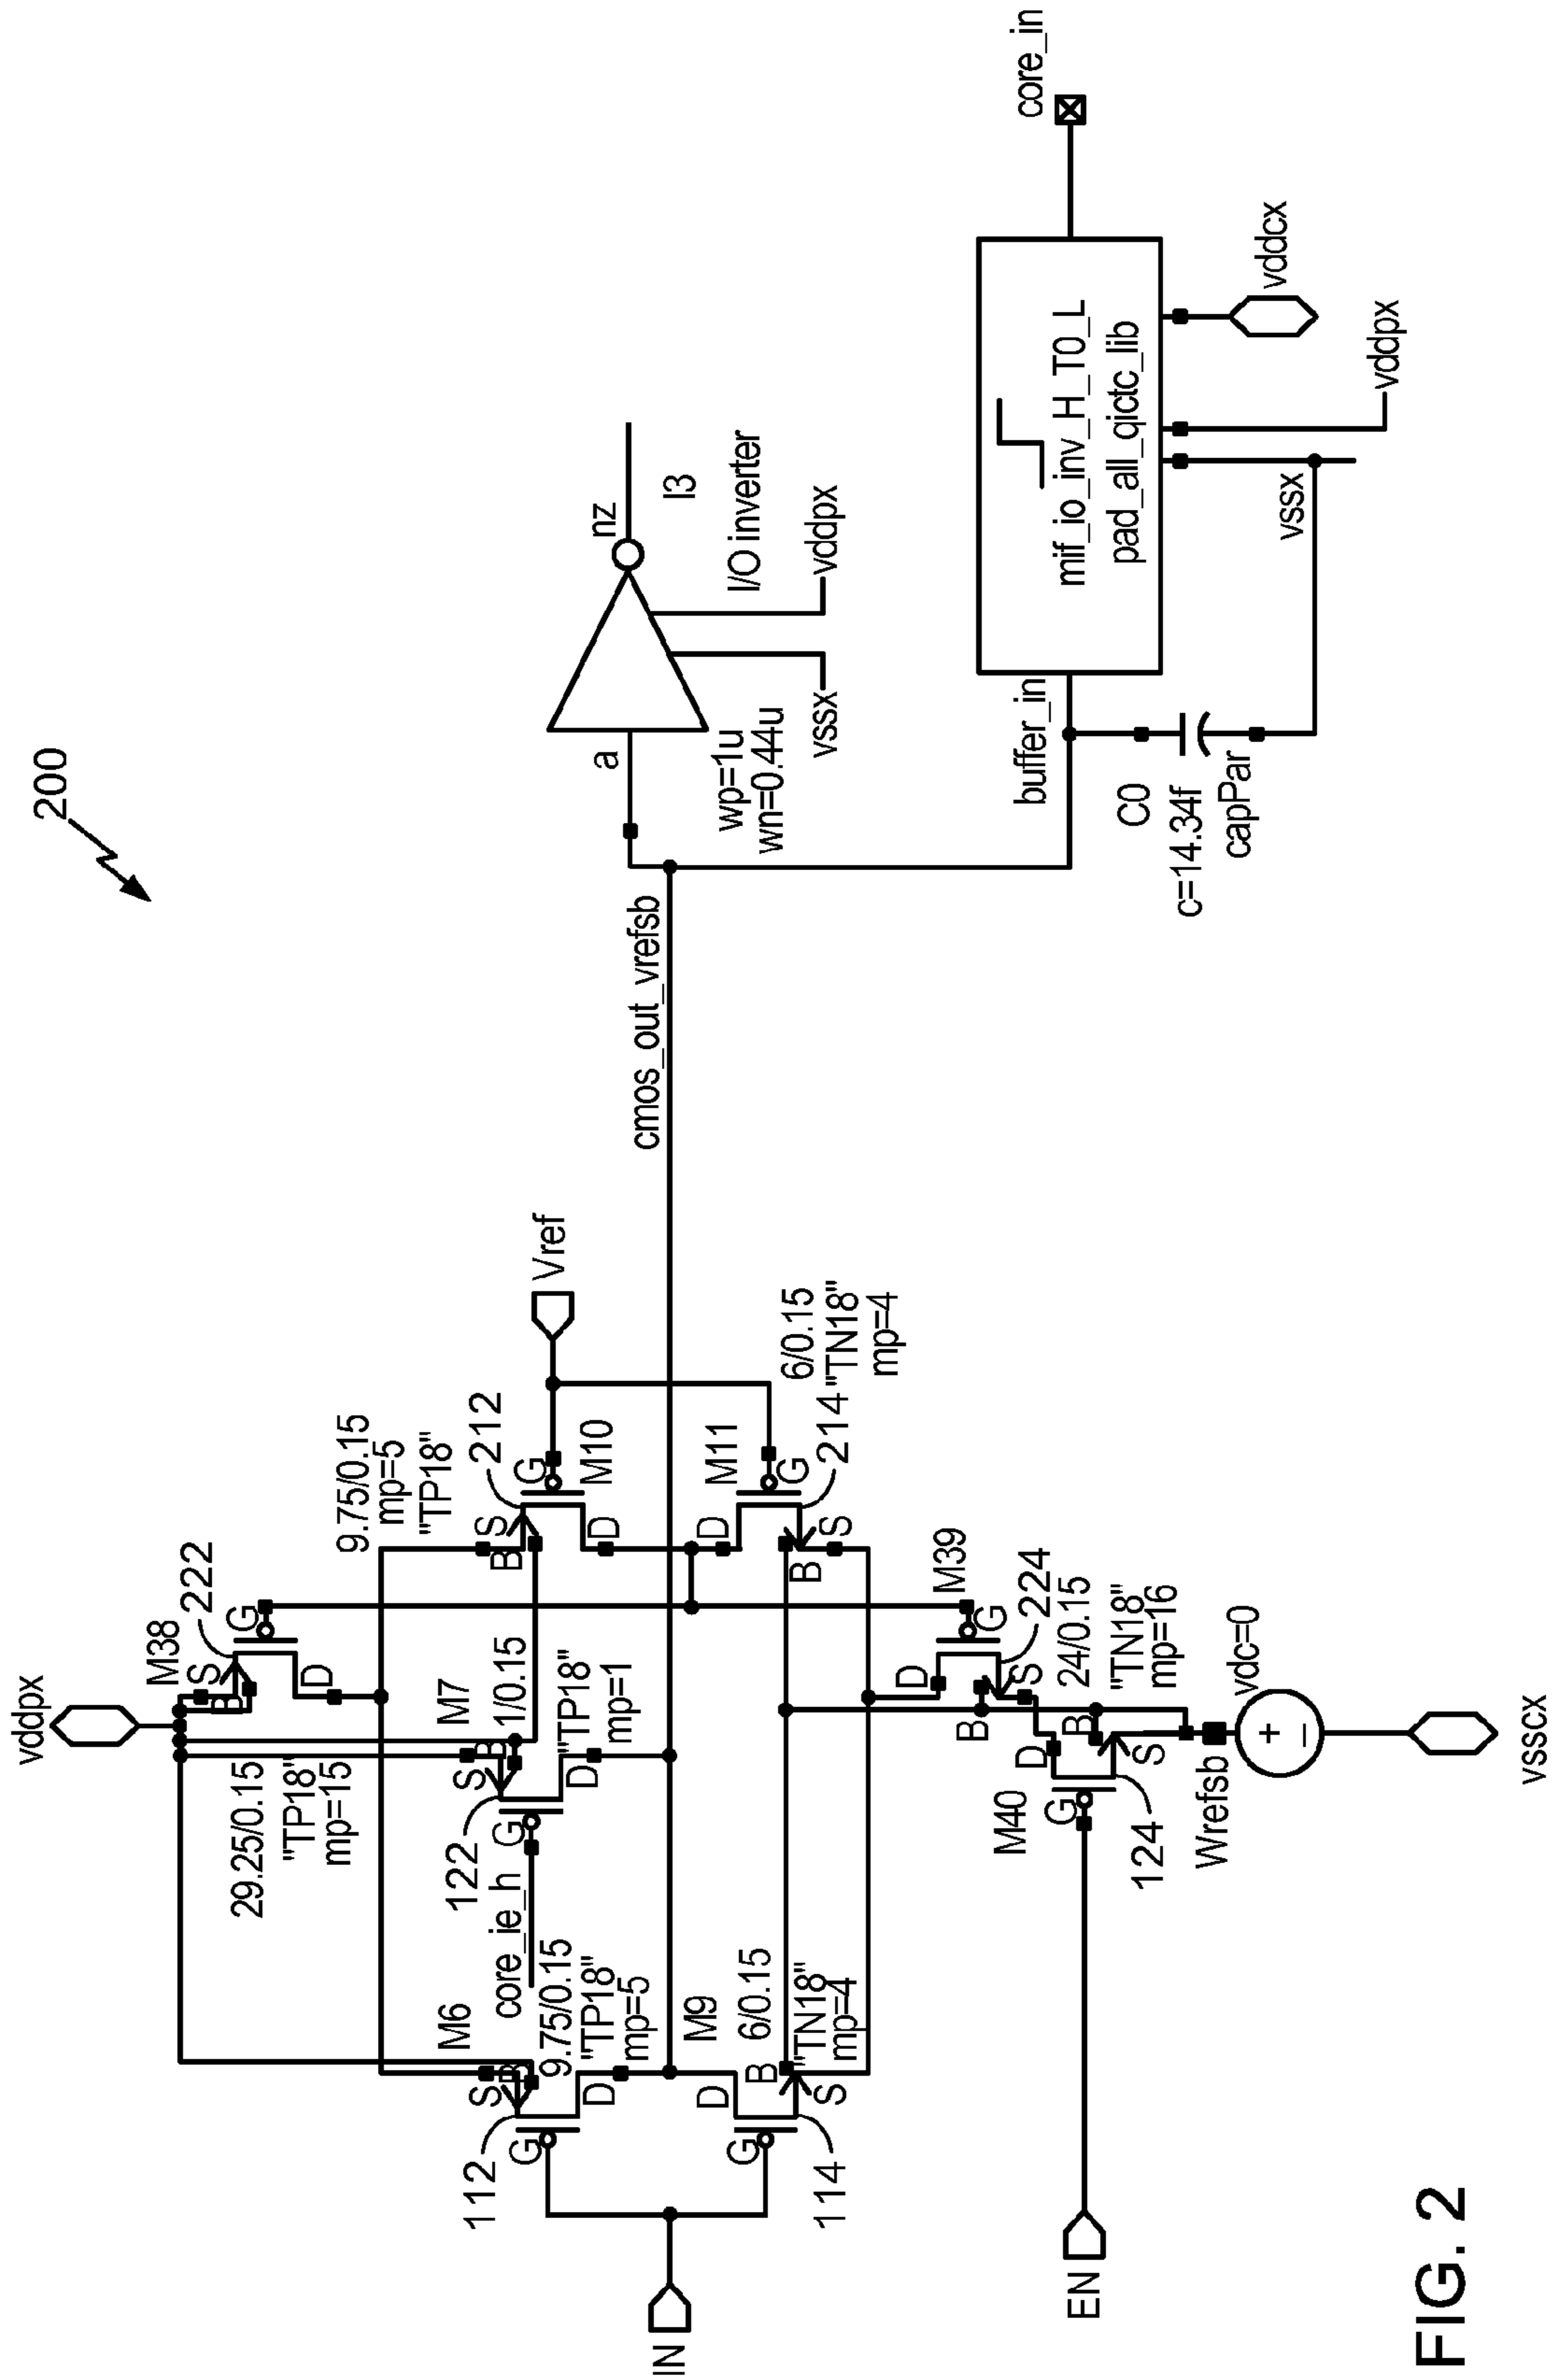 200
vddpx
M38
222
S
B
G
D
29.25/0.15
"TP18"
mp=15
9.75/0.15
mp=5
"TP18"
212
S
B
G
D
M10
Vref
M7
1/0.15
S
B
G
D
"TP18"
mp=1
122
core_ie_h
M6
S
B
G
D
9.75/0.15
"TP18"
mp=5
112
IN
M9
6/0.15
"TN18"
mp=4
D
B
G
S
114
M11
D
G
B
S
214
6/0.15
"TN18"
mp=4
M39
D
G
B
S
224
24/0.15
"TN18"
mp=16
M40
D
B
G
S
124
EN
Wrefsb
vdc=0
+
–
vsscx
cmos_out_vrefsb
a
nz
I3
I/O inverter
wp=1u
wn=0.44u
vssx
vddpx
buffer_in
C0
c=14.34f
capPar
mif_io_inv_H_T0_L
pad_all_qictc_lib
vssx
vddpx
vddcx
core_in
FIG. 2